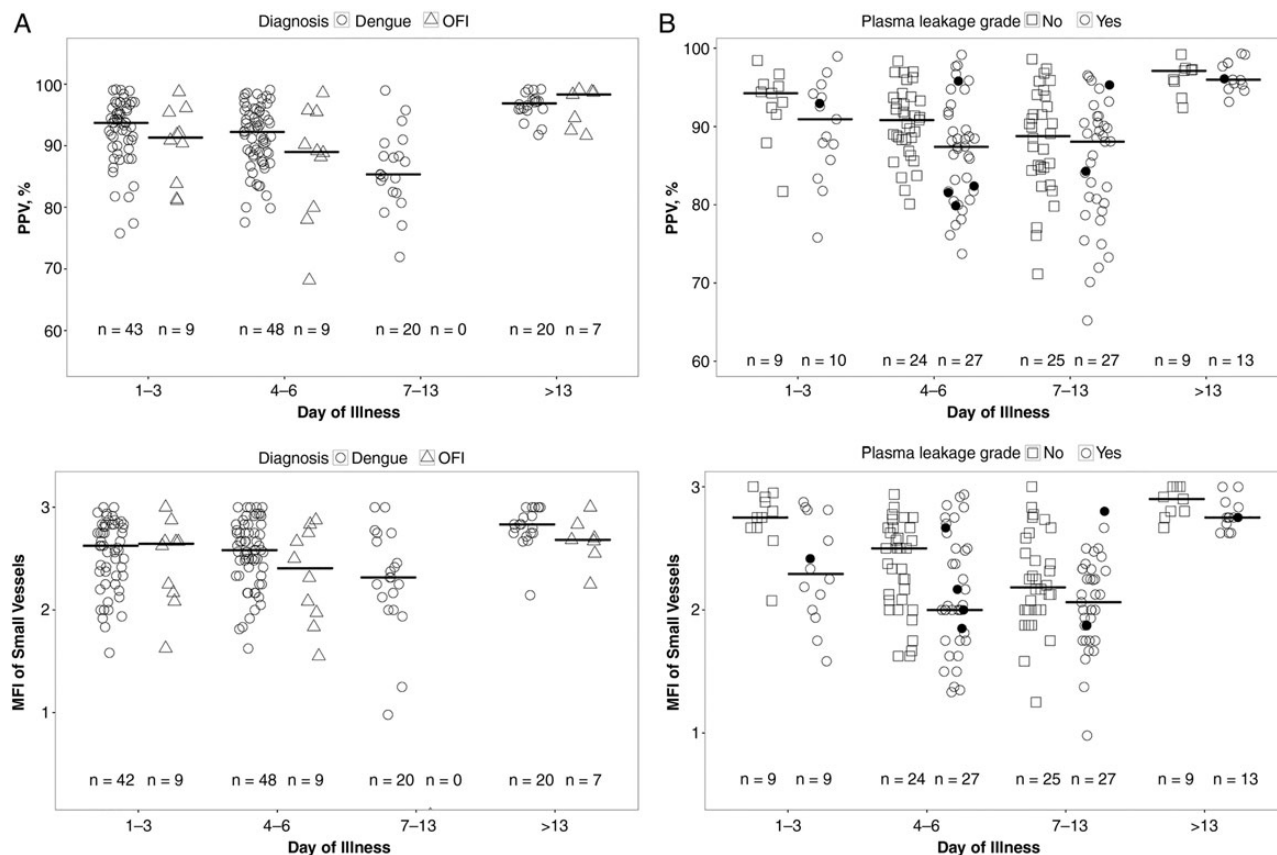 A
Diagnosis Dengue OFI
PPV, %
100
90
80
70
60
n = 43 n = 9 n = 48 n = 9 n = 20 n = 0 n = 20 n = 7
1–3 4–6 7–13 >13
Day of Illness
B
Plasma leakage grade No Yes
PPV, %
100
90
80
70
60
n = 9 n = 10 n = 24 n = 27 n = 25 n = 27 n = 9 n = 13
1–3 4–6 7–13 >13
Day of Illness
Diagnosis Dengue OFI
MFI of Small Vessels
3
2
1
n = 42 n = 9 n = 48 n = 9 n = 20 n = 0 n = 20 n = 7
1–3 4–6 7–13 >13
Day of Illness
Plasma leakage grade No Yes
MFI of Small Vessels
3
2
1
n = 9 n = 9 n = 24 n = 27 n = 25 n = 27 n = 9 n = 13
1–3 4–6 7–13 >13
Day of Illness